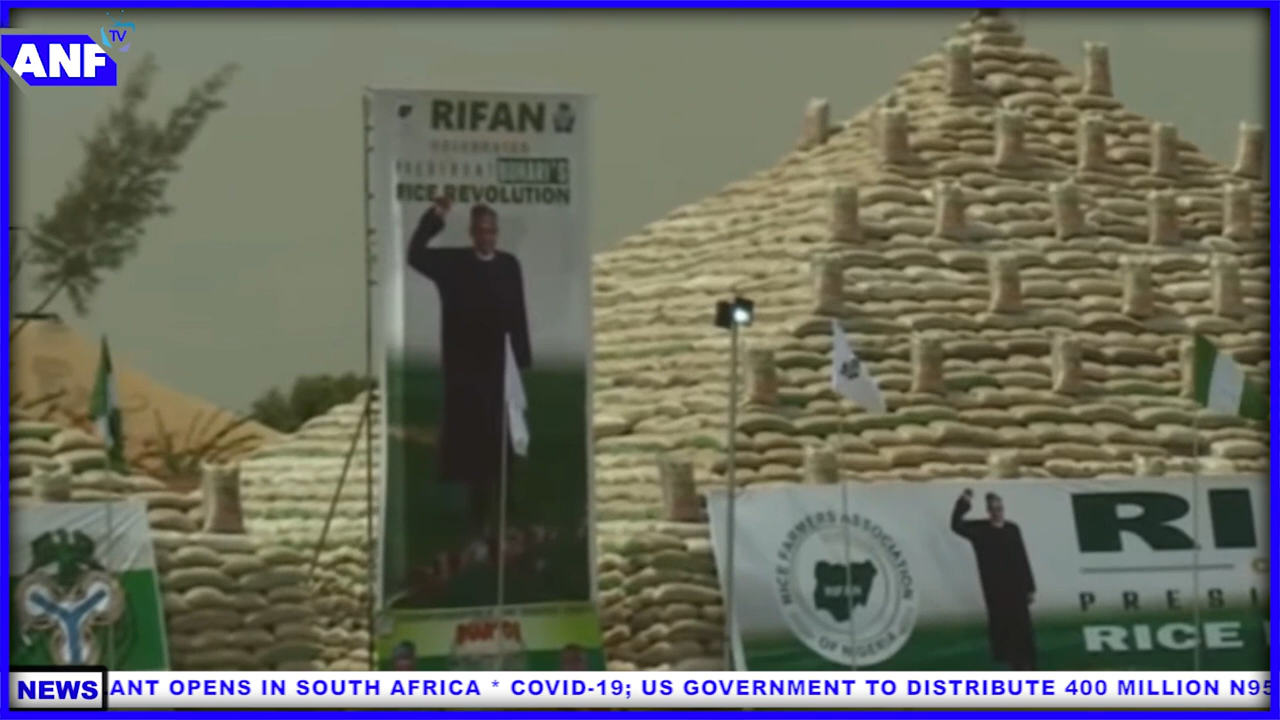 ANF
TV
RIFAN
CELEBRATES
PRESIDENT BUHARI'S
RICE REVOLUTION
RICE FARMERS ASSOCIATION
OF NIGERIA
RIFAN
RI
PRESI
RICE
NEWS
ANT OPENS IN SOUTH AFRICA * COVID-19; US GOVERNMENT TO DISTRIBUTE 400 MILLION N95